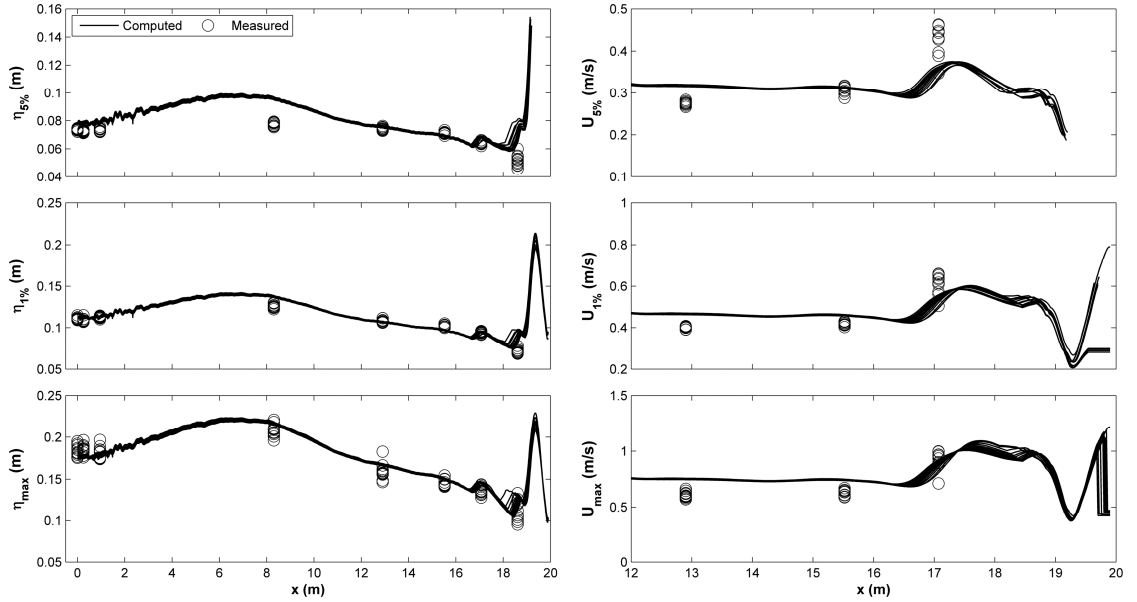 Computed Measured
η5% (m)
0.16
0.14
0.12
0.1
0.08
0.06
0.04
U5% (m/s)
0.5
0.4
0.3
0.2
0.1
η1% (m)
0.25
0.2
0.15
0.1
0.05
U1% (m/s)
1
0.8
0.6
0.4
0.2
ηmax (m)
0.25
0.2
0.15
0.1
0.05
0 2 4 6 8 10 12 14 16 18 20
x (m)
Umax (m/s)
1.5
1
0.5
0
12 13 14 15 16 17 18 19 20
x (m)